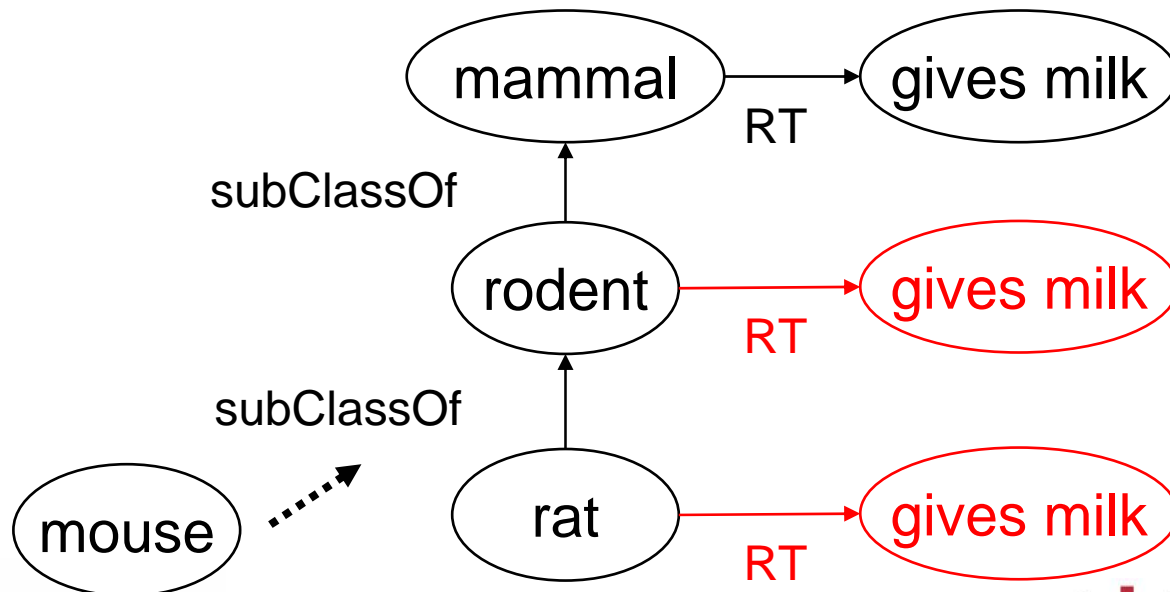 mammal
gives milk
RT
subClassOf
rodent
gives milk
RT
subClassOf
mouse
rat
gives milk
RT